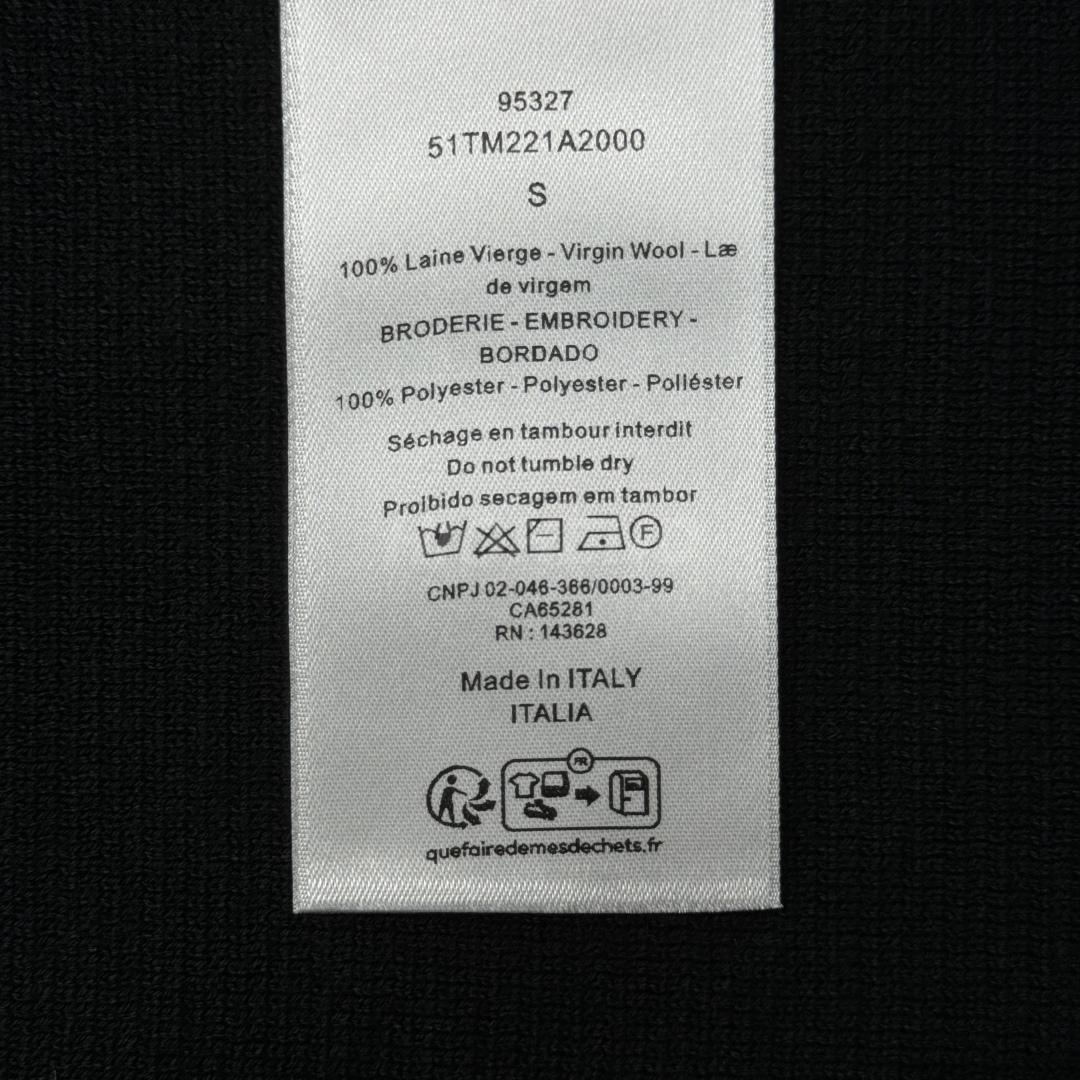 95327
51TM221A2000
S
100% Laine Vierge - Virgin Wool - Læ
de virgem
BRODERIE - EMBROIDERY -
BORDADO
100% Polyester - Polyester - Poliéster
Séchage en tambour interdit
Do not tumble dry
Proibido secagem em tambor
F
CNPJ 02-046-366/0003-99
CA65281
RN : 143628
Made In ITALY
ITALIA
FR
quefairedemesdechets.fr